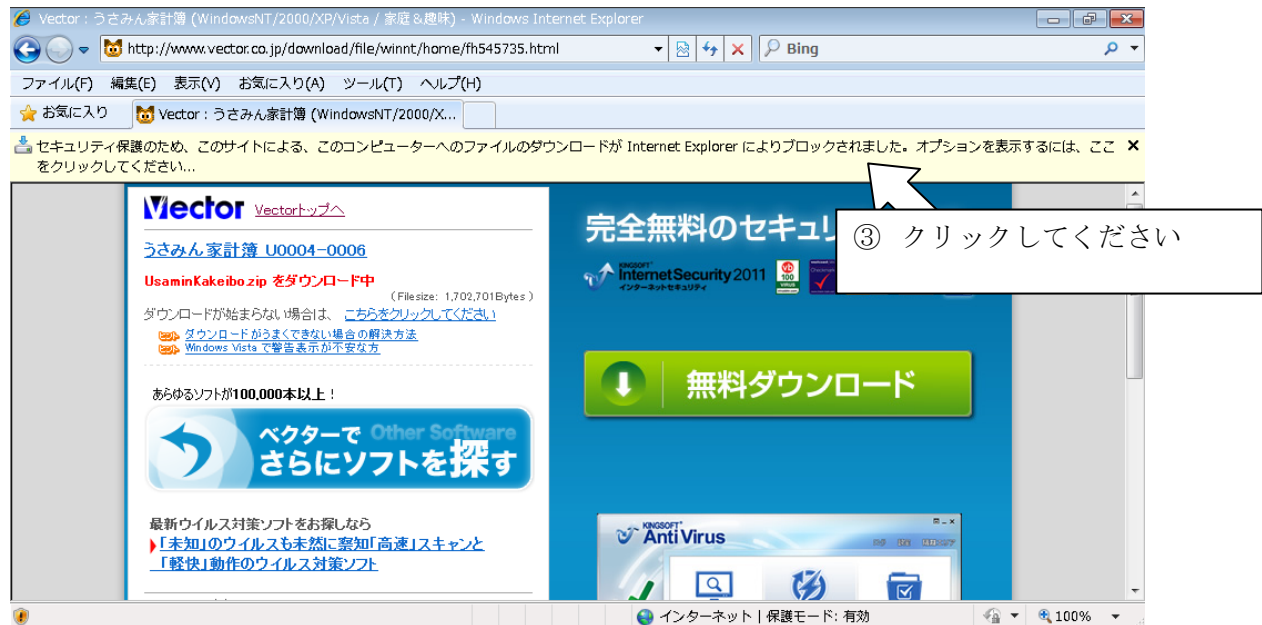 Vector : うさみん家計簿 (WindowsNT/2000/XP/Vista / 家庭＆趣味) - Windows Internet Explorer
http://www.vector.co.jp/download/file/winnt/home/fh545735.html
Bing
ファイル(F) 編集(E) 表示(V) お気に入り(A) ツール(T) ヘルプ(H)
お気に入り
Vector : うさみん家計簿 (WindowsNT/2000/X...
セキュリティ保護のため、このサイトによる、このコンピューターへのファイルのダウンロードが Internet Explorer によりブロックされました。オプションを表示するには、ここ
をクリックしてください...
③ クリックしてください
Vector Vectorトップへ
うさみん家計簿 U0004-0006
UsaminKakeibo.zip をダウンロード中
(Filesize: 1,702,701Bytes)
ダウンロードが始まらない場合は、 こちらをクリックしてください
ダウンロードがうまくできない場合の解決方法
Windows Vista で警告表示が不安な方
あらゆるソフトが100,000本以上！
ベクターで Other Software
さらにソフトを探す
最新ウイルス対策ソフトをお探しなら
「未知」のウイルスも未然に察知「高速」スキャンと
「軽快」動作のウイルス対策ソフト
完全無料のセキュリ
KINGSOFT
InternetSecurity2011
インターネットセキュリティ
VB
100
VIRUS
無料ダウンロード
KINGSOFT
AntiVirus
インターネット | 保護モード: 有効
100%